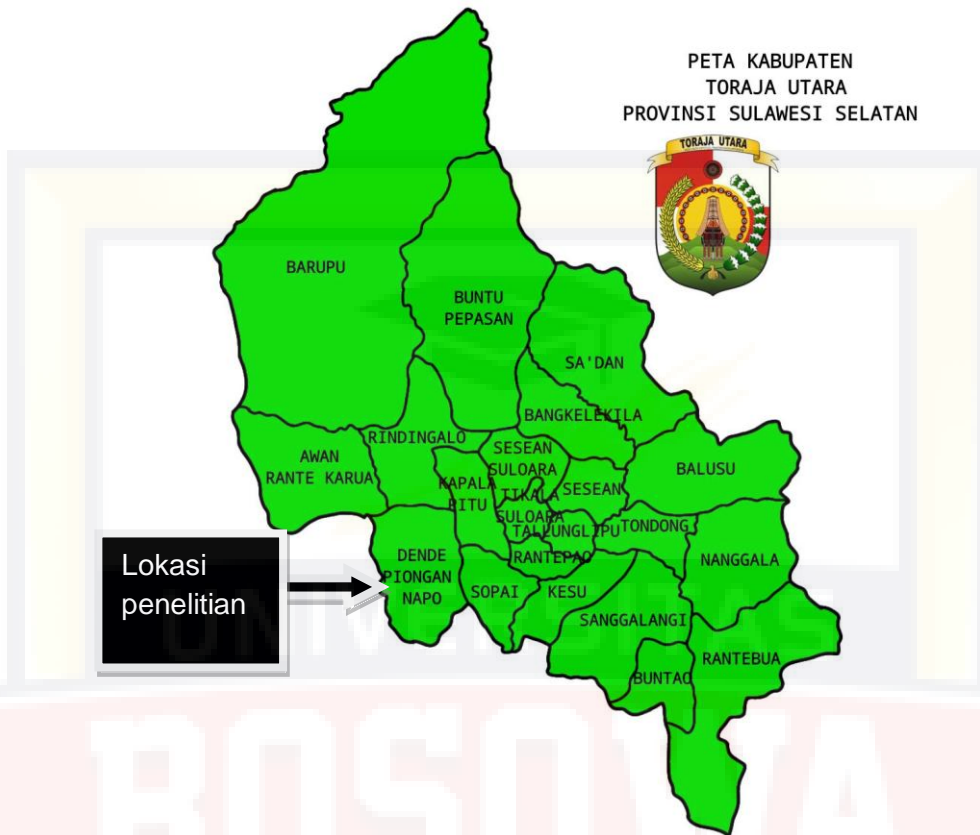 PETA KABUPATEN
TORAJA UTARA
PROVINSI SULAWESI SELATAN
TORAJA UTARA
BARUPU
BUNTU
PEPASAN
SA'DAN
BANGKELEKILA
RINDINGALO
AWAN
RANTE KARUA
SESEAN
SULOARA
BALUSU
KAPALA
PITU
TIKALA
SESEAN
SULOARA
TALLUNGLIPU
TONDONG
NANGGALA
RANTEPAO
DENDE
PIONGAN
NAPO
SOPAI
KESU
SANGGALANGI
RANTEBUA
BUNTAO
Lokasi
penelitian
UNIVERSITAS
BOSOWA